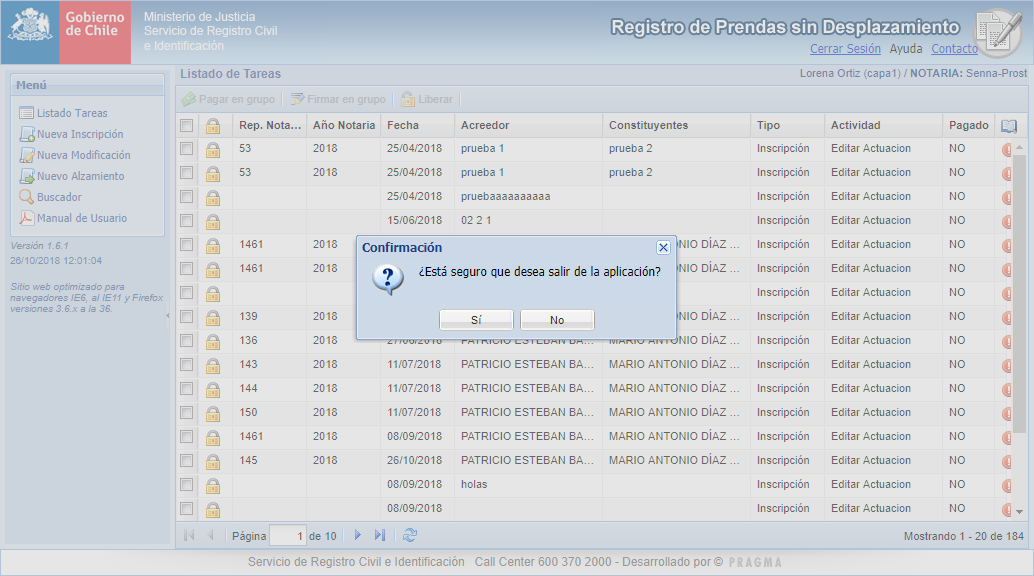 Gobierno
de Chile
Ministerio de Justicia
Servicio de Registro Civil
e Identificación
Registro de Prendas sin Desplazamiento
Cerrar Sesión Ayuda Contacto
Menú
Listado Tareas
Nueva Inscripción
Nueva Modificación
Nuevo Alzamiento
Buscador
Manual de Usuario
Versión 1.6.1
26/10/2018 12:01:04
Sitio web optimizado para
navegadores IE6, al IE11 y Firefox
versiones 3.6.x a la 36.
Listado de Tareas
Lorena Ortiz (capa1) / NOTARIA: Senna-Prost
Pagar en grupo Firmar en grupo Liberar
Rep. Nota... Año Notaria Fecha Acreedor Constituyentes Tipo Actividad Pagado
53 2018 25/04/2018 prueba 1 prueba 2 Inscripción Editar Actuacion NO
53 2018 25/04/2018 prueba 1 prueba 2 Inscripción Editar Actuacion NO
25/04/2018 pruebaaaaaaaaaa Inscripción Editar Actuacion NO
15/06/2018 02 2 1 Inscripción Editar Actuacion NO
1461 2018 NIO DÍAZ ... Inscripción Editar Actuacion NO
1461 2018 NIO DÍAZ ... Inscripción Editar Actuacion NO
Inscripción Editar Actuacion NO
139 2018 NIO DÍAZ ... Inscripción Editar Actuacion NO
136 2018 27/06/2018 PATRICIO ESTEBAN BA... MARIO ANTONIO DÍAZ ... Inscripción Editar Actuacion NO
143 2018 11/07/2018 PATRICIO ESTEBAN BA... MARIO ANTONIO DÍAZ ... Inscripción Editar Actuacion NO
144 2018 11/07/2018 PATRICIO ESTEBAN BA... MARIO ANTONIO DÍAZ ... Inscripción Editar Actuacion NO
150 2018 11/07/2018 PATRICIO ESTEBAN BA... MARIO ANTONIO DÍAZ ... Inscripción Editar Actuacion NO
1461 2018 08/09/2018 PATRICIO ESTEBAN BA... MARIO ANTONIO DÍAZ ... Inscripción Editar Actuacion NO
145 2018 26/10/2018 PATRICIO ESTEBAN BA... MARIO ANTONIO DÍAZ ... Inscripción Editar Actuacion NO
08/09/2018 holas Inscripción Editar Actuacion NO
08/09/2018 Inscripción Editar Actuacion NO
Confirmación
¿Está seguro que desea salir de la aplicación?
Sí No
Página 1 de 10 Mostrando 1 - 20 de 184
Servicio de Registro Civil e Identificación Call Center 600 370 2000 - Desarrollado por © PRAGMA